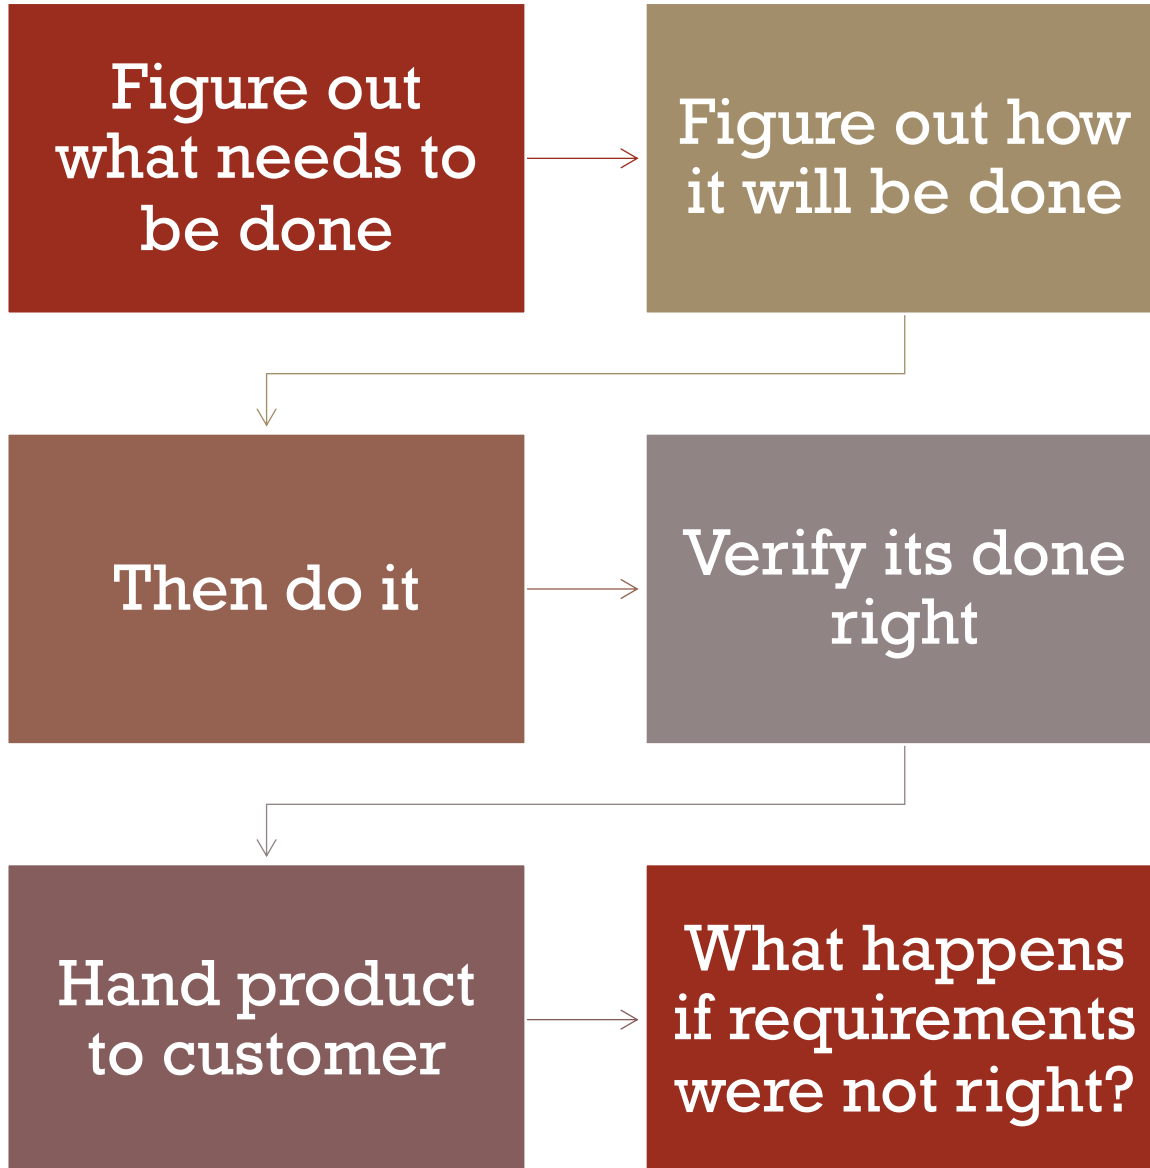 Figure out
what needs to
be done
Figure out how
it will be done
Then do it
Verify its done
right
Hand product
to customer
What happens
if requirements
were not right?